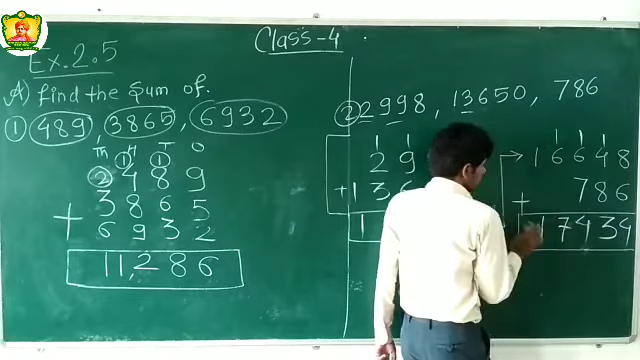 Class-4
Ex.2.5
A) find the sum of.
① 489, 3865, 6932
Th H T O
② ① ①
4 8 9
3 8 6 5
+ 6 9 3 2
11,286
② 2998, 13650, 786
1 1
2 9
+ 1 3 6
1
1 1 1
→ 1 6 6 4 8
+ 7 8 6
1 7 4 3 4